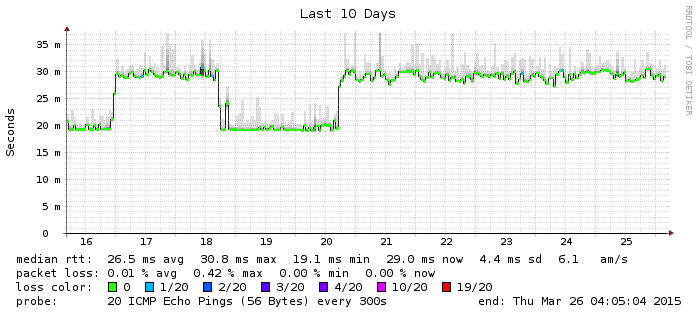 Last 10 Days
RRDTOOL / TOBI OETIKER
Seconds
35 m
30 m
25 m
20 m
15 m
10 m
5 m
0
16 17 18 19 20 21 22 23 24 25
median rtt: 26.5 ms avg 30.8 ms max 19.1 ms min 29.0 ms now 4.4 ms sd 6.1 am/s
packet loss: 0.01 % avg 0.42 % max 0.00 % min 0.00 % now
loss color: 0 1/20 2/20 3/20 4/20 10/20 19/20
probe: 20 ICMP Echo Pings (56 Bytes) every 300s end: Thu Mar 26 04:05:04 2015